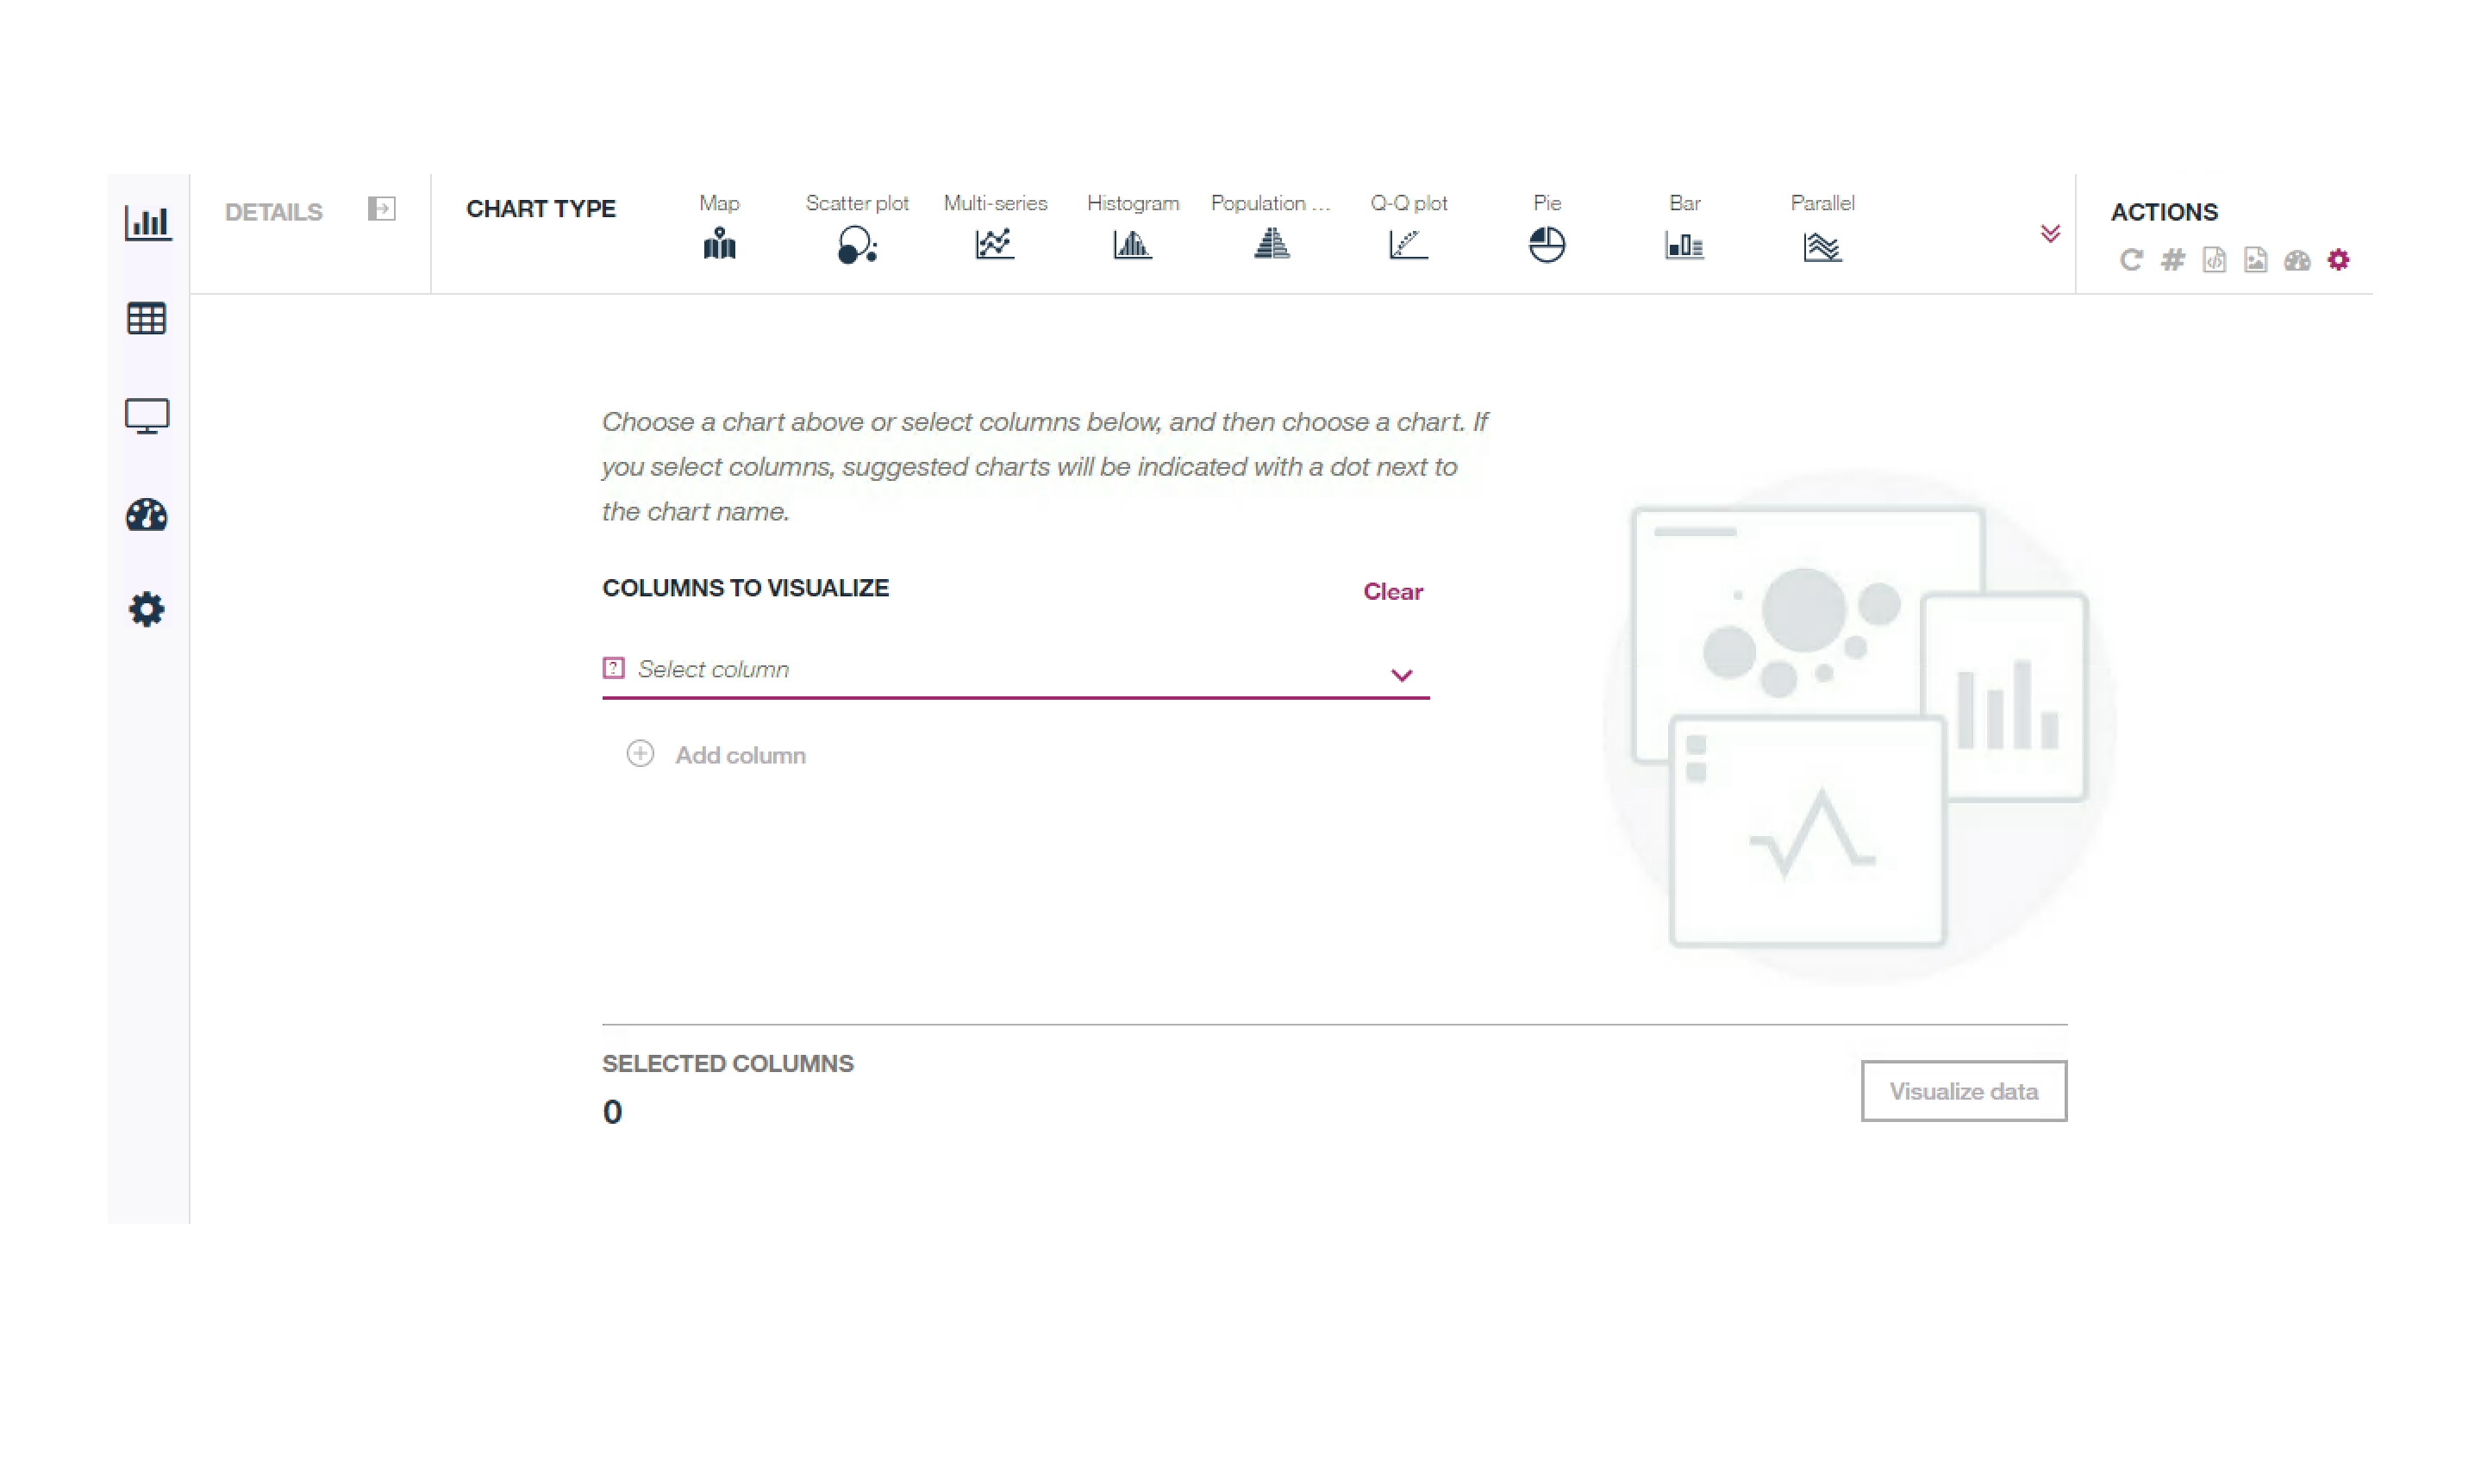 DETAILS
CHART TYPE
Map
Scatter plot
Multi-series
Histogram
Population ...
Q-Q plot
Pie
Bar
Parallel
ACTIONS
Choose a chart above or select columns below, and then choose a chart. If
you select columns, suggested charts will be indicated with a dot next to
the chart name.
COLUMNS TO VISUALIZE
Clear
? Select column
Add column
SELECTED COLUMNS
0
Visualize data